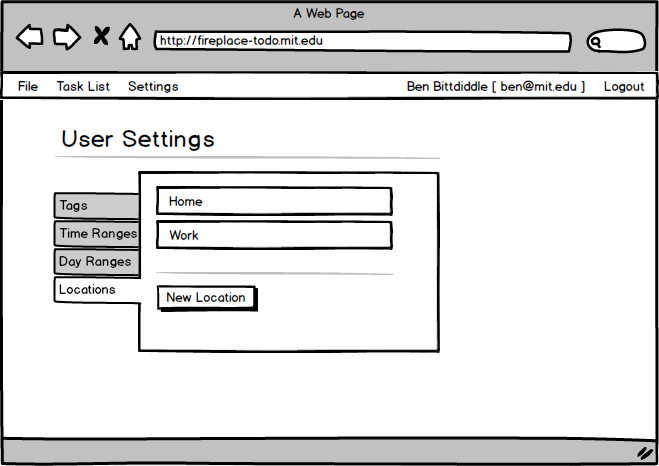 A Web Page
http://fireplace-todo.mit.edu
File Task List Settings Ben Bittdiddle [ ben@mit.edu ] Logout
User Settings
Tags
Time Ranges
Day Ranges
Locations
Home
Work
New Location